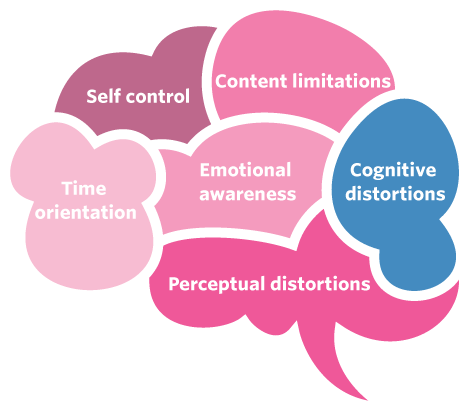 Content limitations
Self control
Emotional
awareness
Cognitive
distortions
Time
orientation
Perceptual distortions